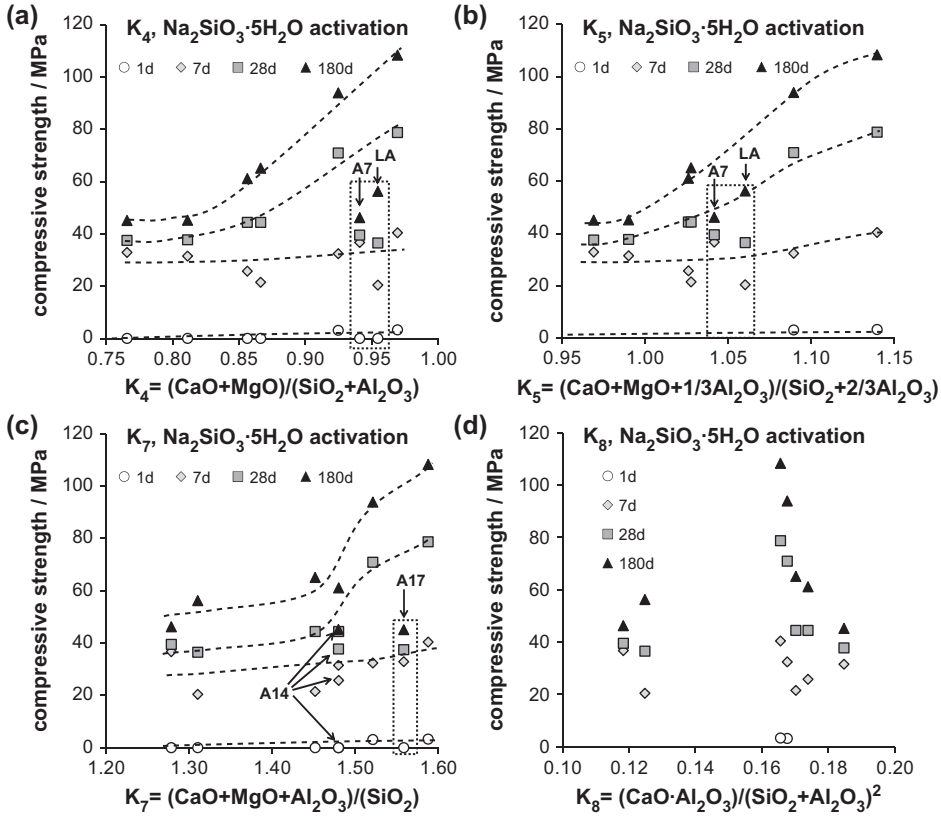 (a)
K₄, Na₂SiO₃·5H₂O activation
1d 7d 28d 180d
compressive strength / MPa
120
100
80
60
40
20
0
A7
LA
0.75 0.80 0.85 0.90 0.95 1.00
K₄= (CaO+MgO)/(SiO₂+Al₂O₃)
(b)
K₅, Na₂SiO₃·5H₂O activation
1d 7d 28d 180d
compressive strength / MPa
120
100
80
60
40
20
0
A7
LA
0.95 1.00 1.05 1.10 1.15
K₅= (CaO+MgO+1/3Al₂O₃)/(SiO₂+2/3Al₂O₃)
(c)
K₇, Na₂SiO₃·5H₂O activation
1d 7d 28d 180d
compressive strength / MPa
120
100
80
60
40
20
0
A17
A14
1.20 1.30 1.40 1.50 1.60
K₇= (CaO+MgO+Al₂O₃)/(SiO₂)
(d)
K₈, Na₂SiO₃·5H₂O activation
1d
7d
28d
180d
compressive strength / MPa
120
100
80
60
40
20
0
0.10 0.12 0.14 0.16 0.18 0.20
K₈= (CaO·Al₂O₃)/(SiO₂+Al₂O₃)²